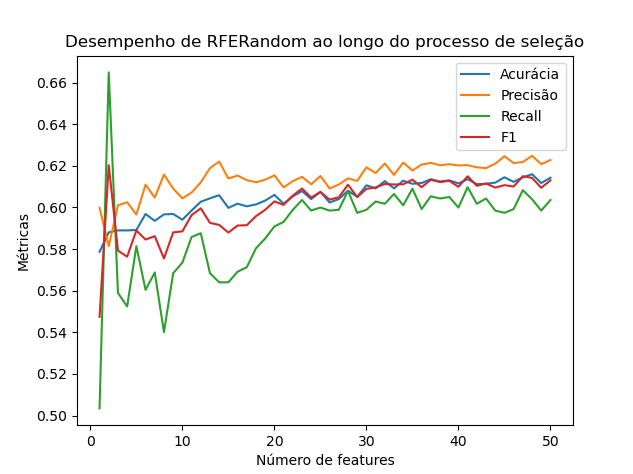 Desempenho de RFERandom ao longo do processo de seleção
Acurácia
Precisão
Recall
F1
Métricas
0.66
0.64
0.62
0.60
0.58
0.56
0.54
0.52
0.50
0 10 20 30 40 50
Número de features